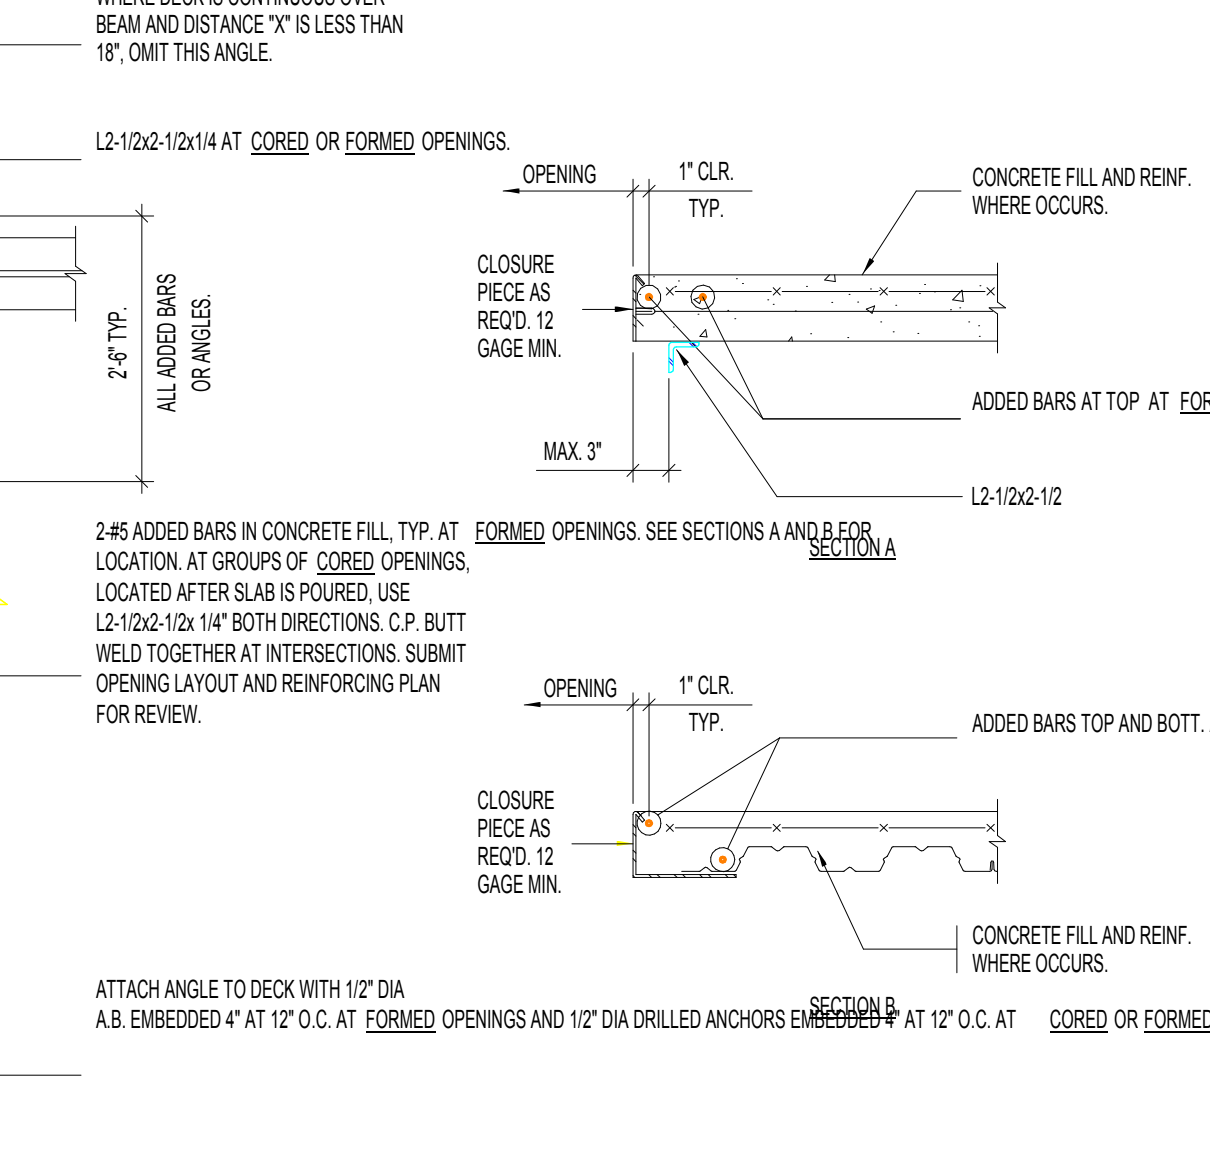 WHERE DECK IS CONTINUOUS OVER
BEAM AND DISTANCE "X" IS LESS THAN
18", OMIT THIS ANGLE.
L2-1/2x2-1/2x1/4 AT CORED OR FORMED OPENINGS.
OPENING
1" CLR.
TYP.
CONCRETE FILL AND REINF.
WHERE OCCURS.
CLOSURE
PIECE AS
REQ'D. 12
GAGE MIN.
2'-6" TYP.
ALL ADDED BARS
OR ANGLES.
ADDED BARS AT TOP AT
MAX. 3"
L2-1/2x2-1/2
2-#5 ADDED BARS IN CONCRETE FILL, TYP. AT FORMED OPENINGS. SEE SECTIONS A AND B FOR
SECTION A
LOCATION. AT GROUPS OF CORED OPENINGS,
LOCATED AFTER SLAB IS POURED, USE
L2-1/2x2-1/2x 1/4" BOTH DIRECTIONS. C.P. BUTT
WELD TOGETHER AT INTERSECTIONS. SUBMIT
OPENING LAYOUT AND REINFORCING PLAN
FOR REVIEW.
OPENING
1" CLR.
TYP.
ADDED BARS TOP AND BOTT.
CLOSURE
PIECE AS
REQ'D. 12
GAGE MIN.
CONCRETE FILL AND REINF.
WHERE OCCURS.
SECTION B
ATTACH ANGLE TO DECK WITH 1/2" DIA
A.B. EMBEDDED 4" AT 12" O.C. AT FORMED OPENINGS AND 1/2" DIA DRILLED ANCHORS EMBEDDED 4" AT 12" O.C. AT CORED OR FORMED